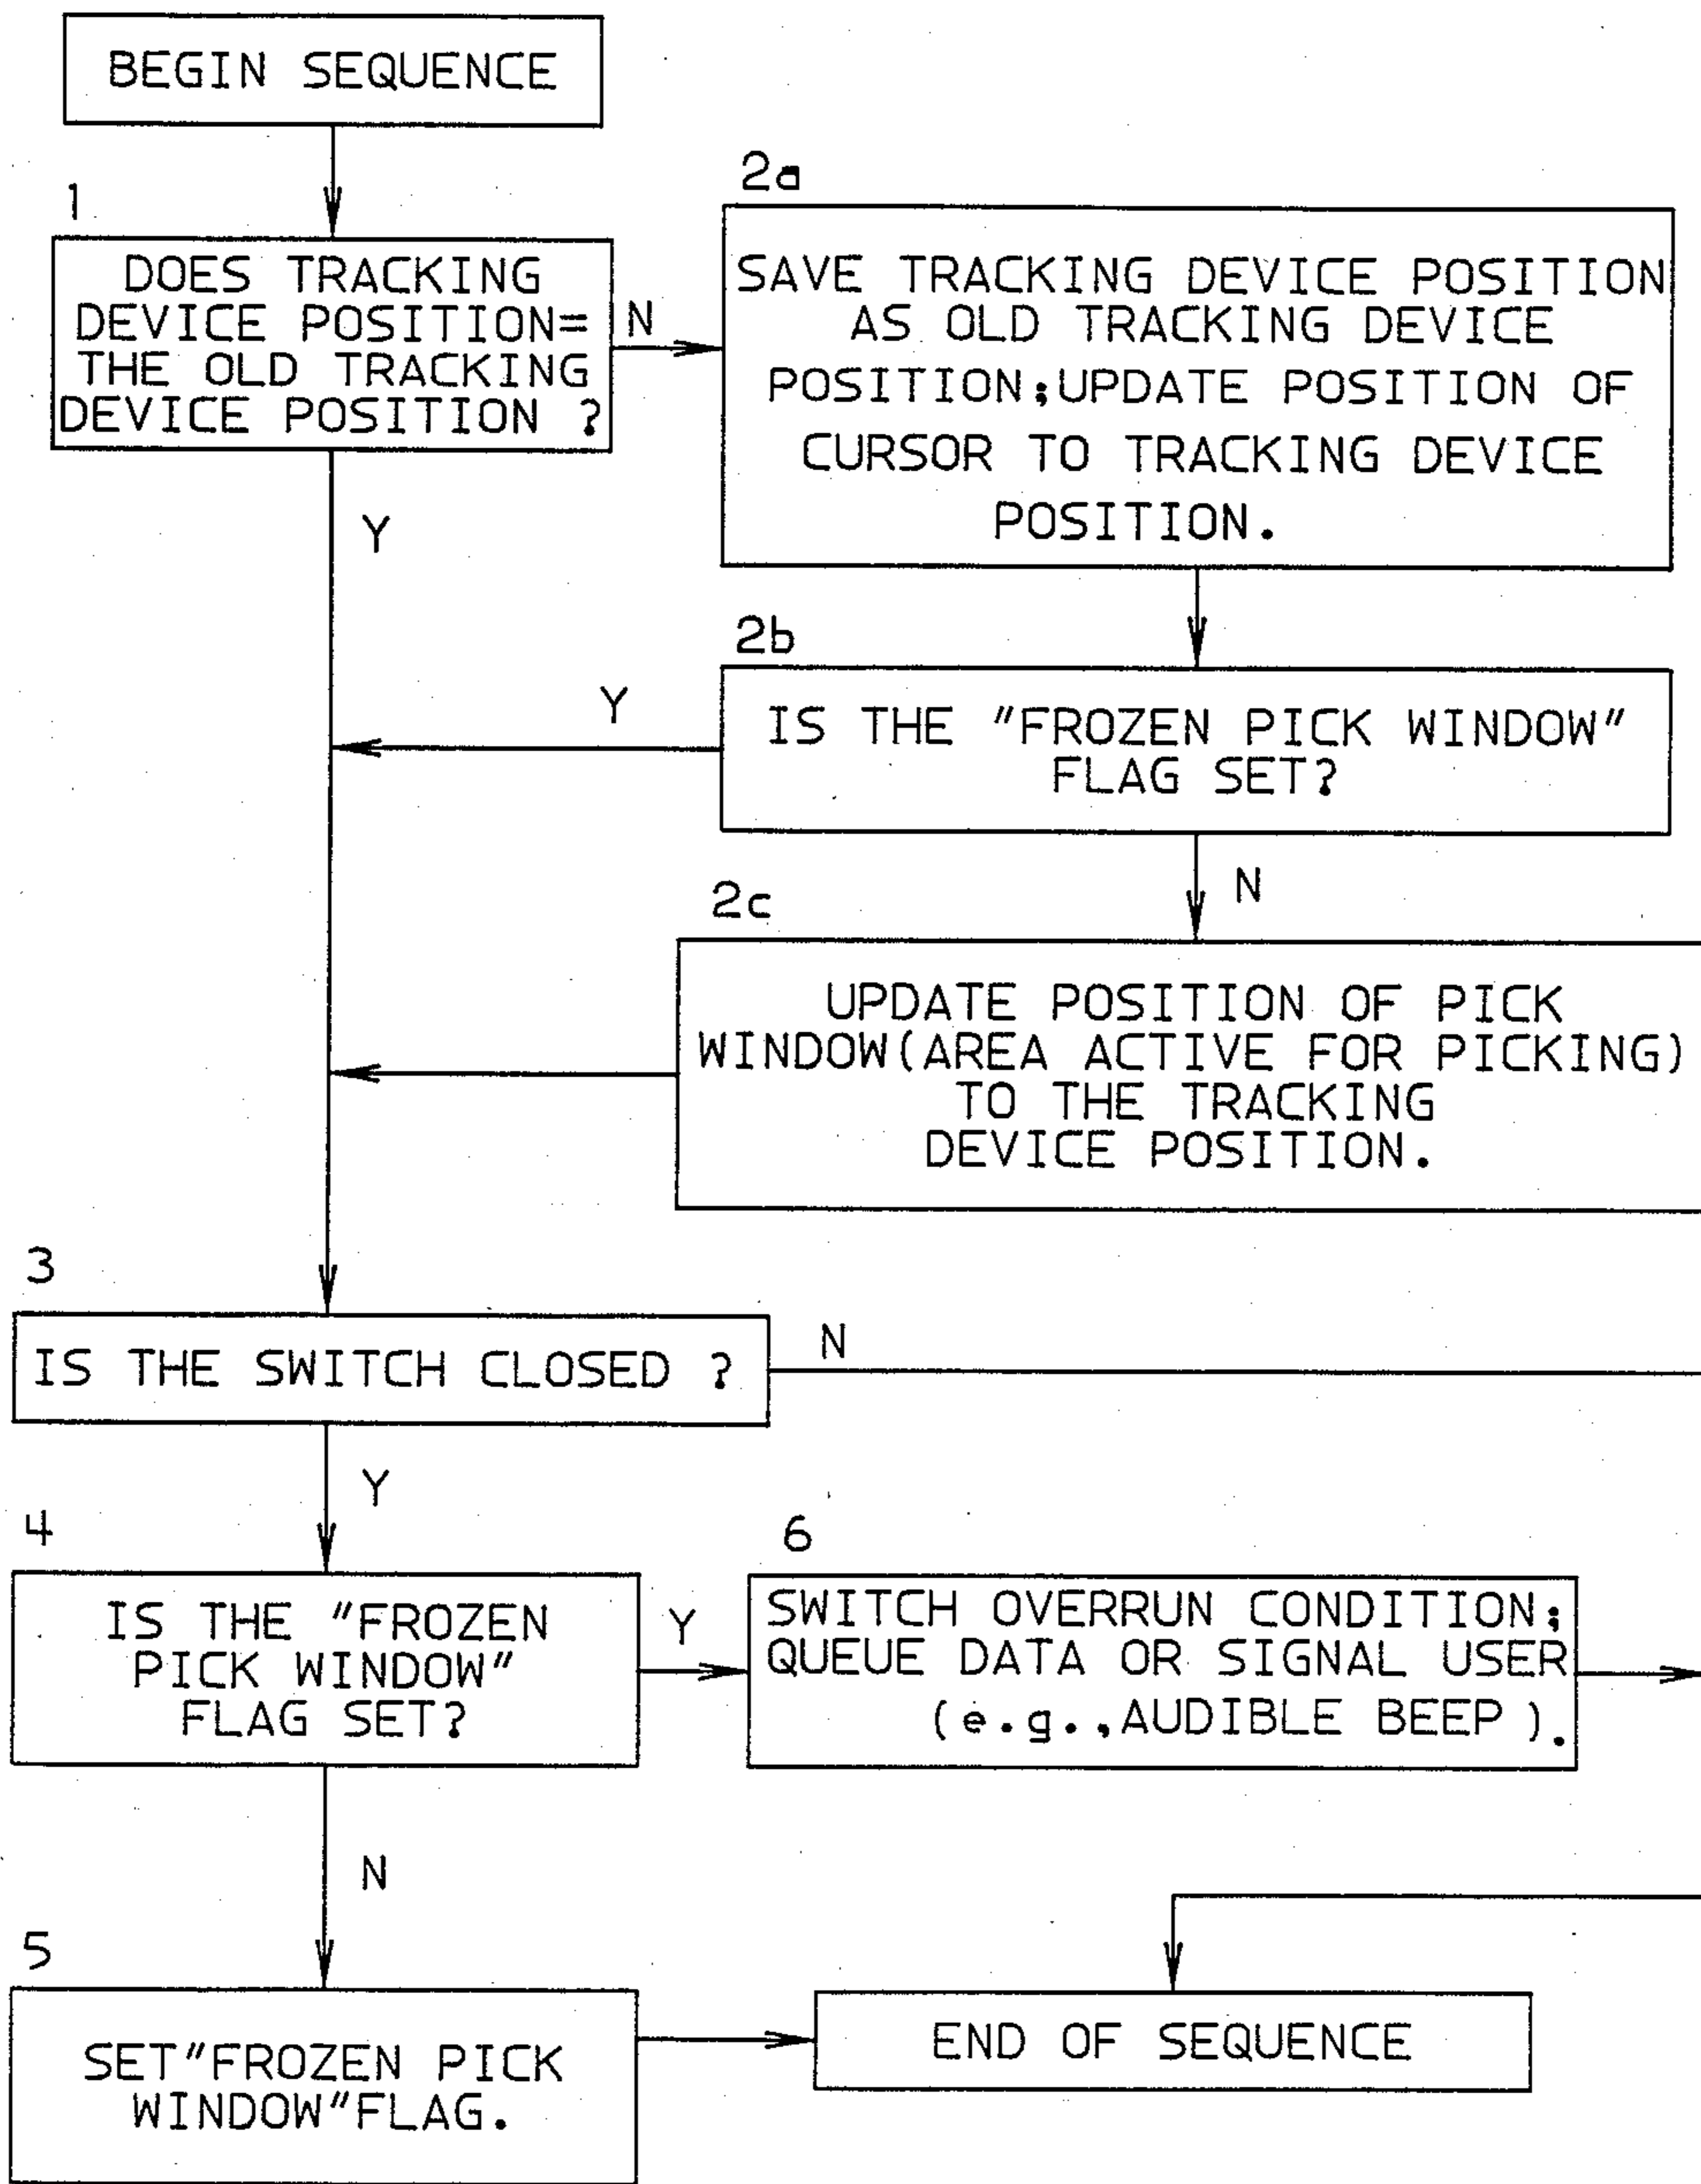 BEGIN SEQUENCE
1
DOES TRACKING
DEVICE POSITION=
THE OLD TRACKING
DEVICE POSITION ?
N
Y
2a
SAVE TRACKING DEVICE POSITION
AS OLD TRACKING DEVICE
POSITION;UPDATE POSITION OF
CURSOR TO TRACKING DEVICE
POSITION.
2b
IS THE "FROZEN PICK WINDOW"
FLAG SET?
Y
N
2c
UPDATE POSITION OF PICK
WINDOW(AREA ACTIVE FOR PICKING)
TO THE TRACKING
DEVICE POSITION.
3
IS THE SWITCH CLOSED ?
N
Y
4
IS THE "FROZEN
PICK WINDOW"
FLAG SET?
Y
N
6
SWITCH OVERRUN CONDITION;
QUEUE DATA OR SIGNAL USER
(e.g.,AUDIBLE BEEP).
5
SET"FROZEN PICK
WINDOW"FLAG.
END OF SEQUENCE